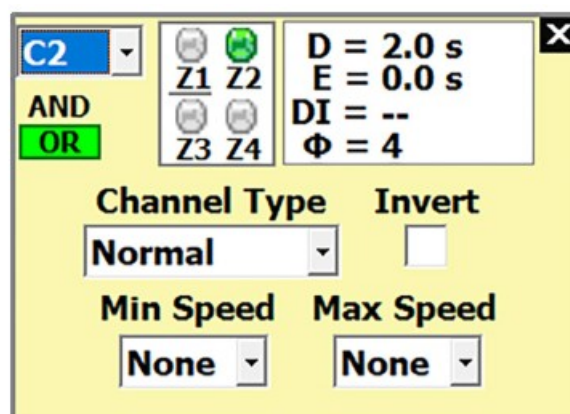 C2
AND
OR
Z1 Z2
Z3 Z4
D = 2.0 s
E = 0.0 s
DI = --
Φ = 4
X
Channel Type Invert
Normal
Min Speed Max Speed
None None